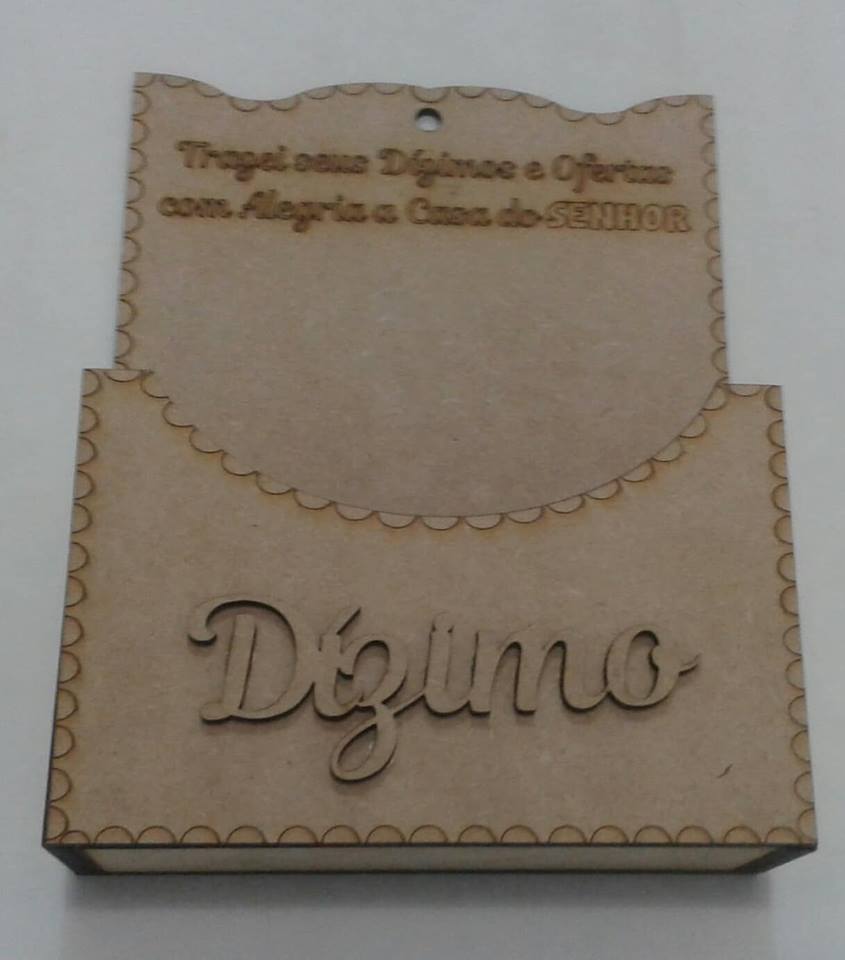 Trazei seus Dízimos e Ofertas
com Alegria a Casa do SENHOR
Dízimo